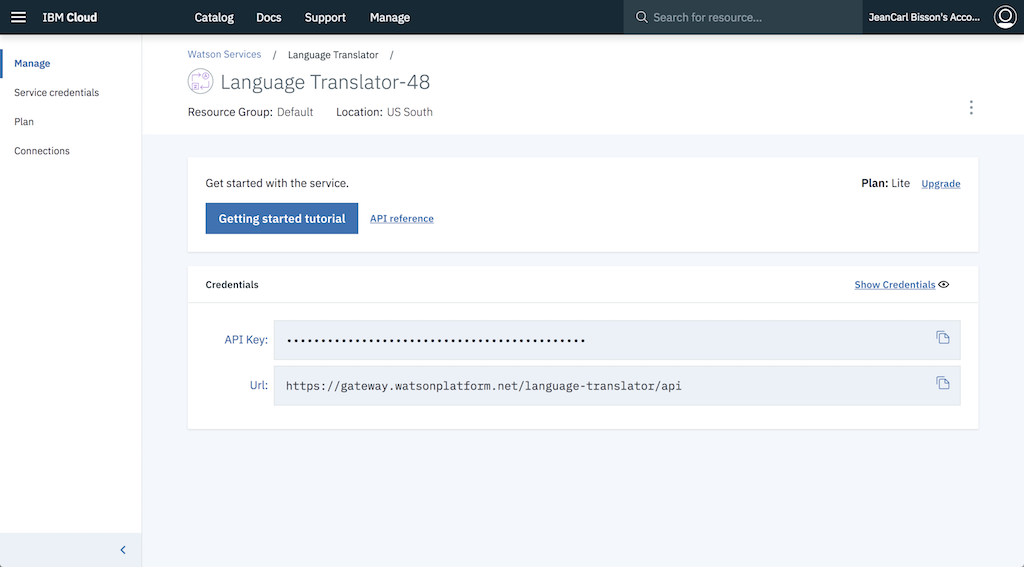 IBM Cloud Catalog Docs Support Manage Search for resource... JeanCarl Bisson's Acco...
Manage
Service credentials
Plan
Connections
Watson Services / Language Translator /
Language Translator-48
Resource Group: Default Location: US South
Get started with the service. Plan: Lite Upgrade
Getting started tutorial API reference
Credentials Show Credentials
API Key: ••••••••••••••••••••••••••••••••••••••••••••
Url: https://gateway.watsonplatform.net/language-translator/api